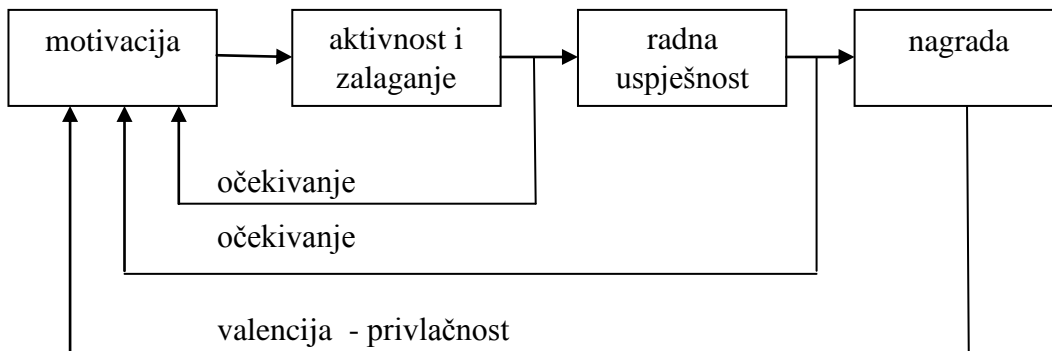 motivacija
aktivnost i
zalaganje
radna
uspješnost
nagrada
očekivanje
očekivanje
valencija - privlačnost